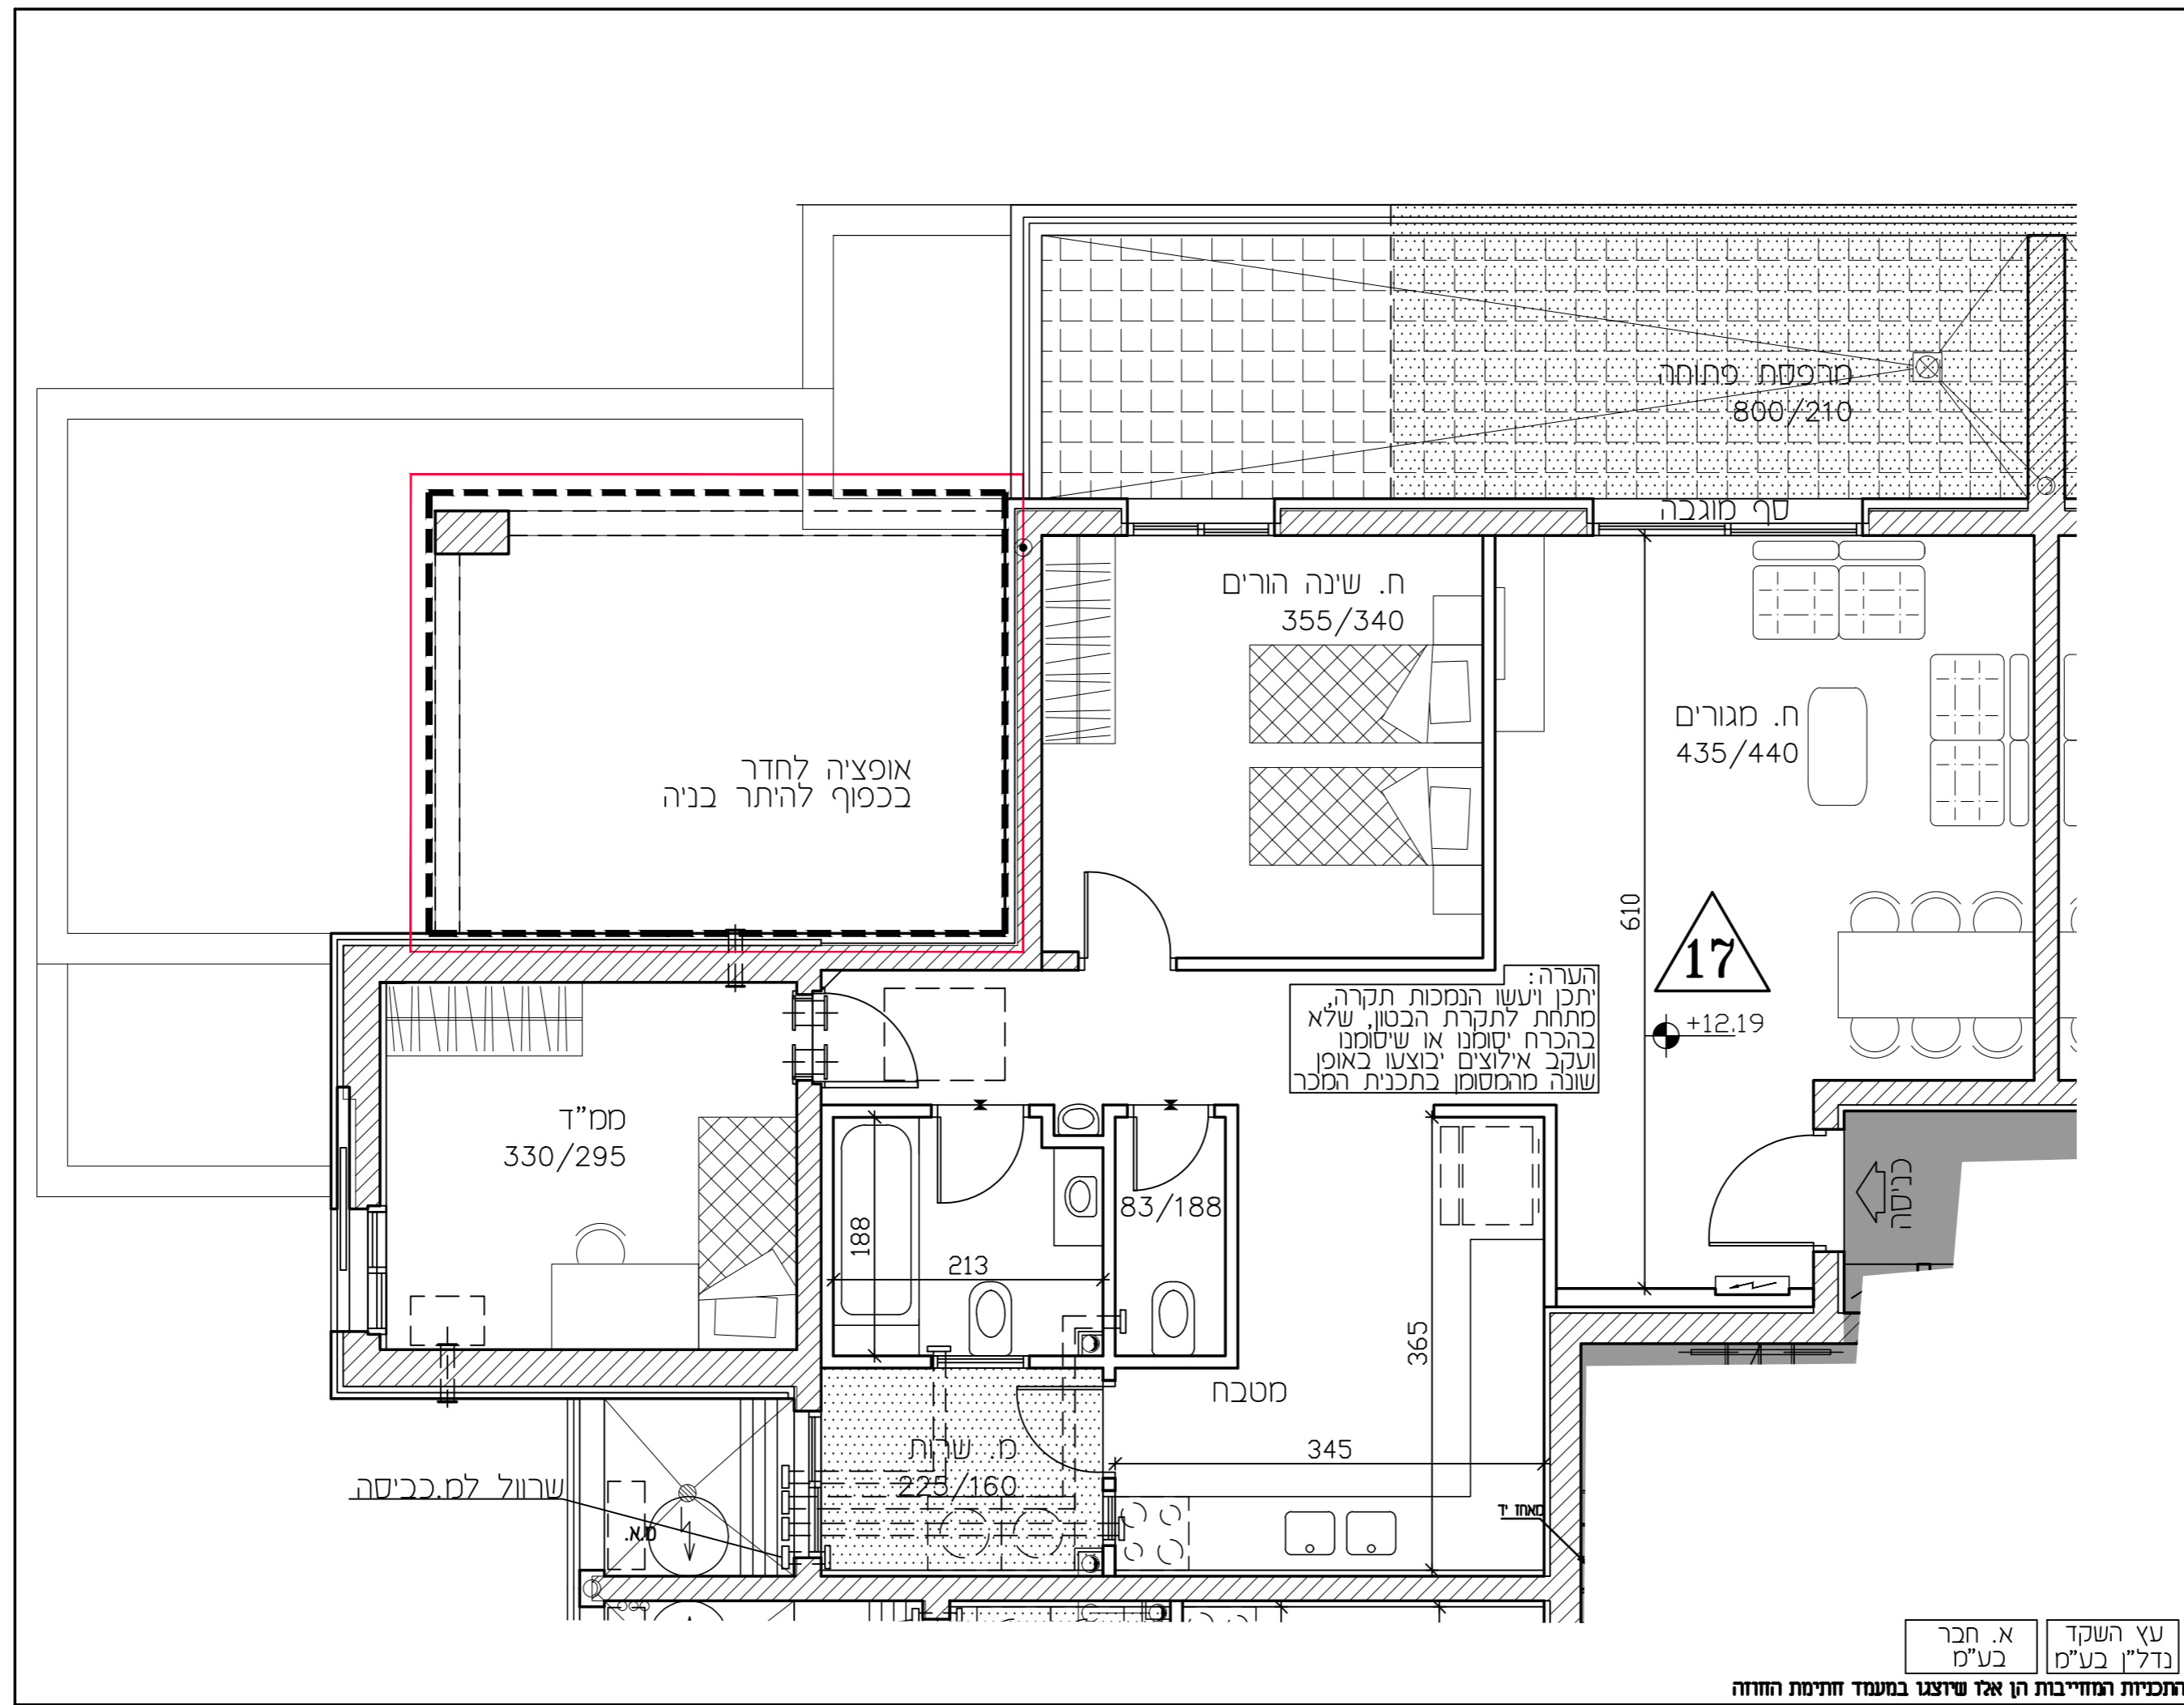 מרפסת פתוחה
800/210
סף מוגבה
ח. שינה הורים
355/340
ח. מגורים
435/440
אופציה לחדר
בכפוף להיתר בניה
610
17
+12.19
הערה:
יתכן ויעשו הנמכות תקרה,
מתחת לתקרת הבטון, שלא
בהכרח יסומנו או שיסומנו
ועקב אילוצים יבוצעו באופן
שונה מהמסומן בתכנית המכר
ממ"ד
330/295
כניסה
83/188
188
213
365
מטבח
345
מ. שרות
225/160
שרוול למ.כביסה
מ.א.
מאחז יד
עץ השקד
נדל"ן בע"מ
א. חבר
בע"מ
התכניות המחייבות הן אלו שיוצגו במעמד חתימת החוזה